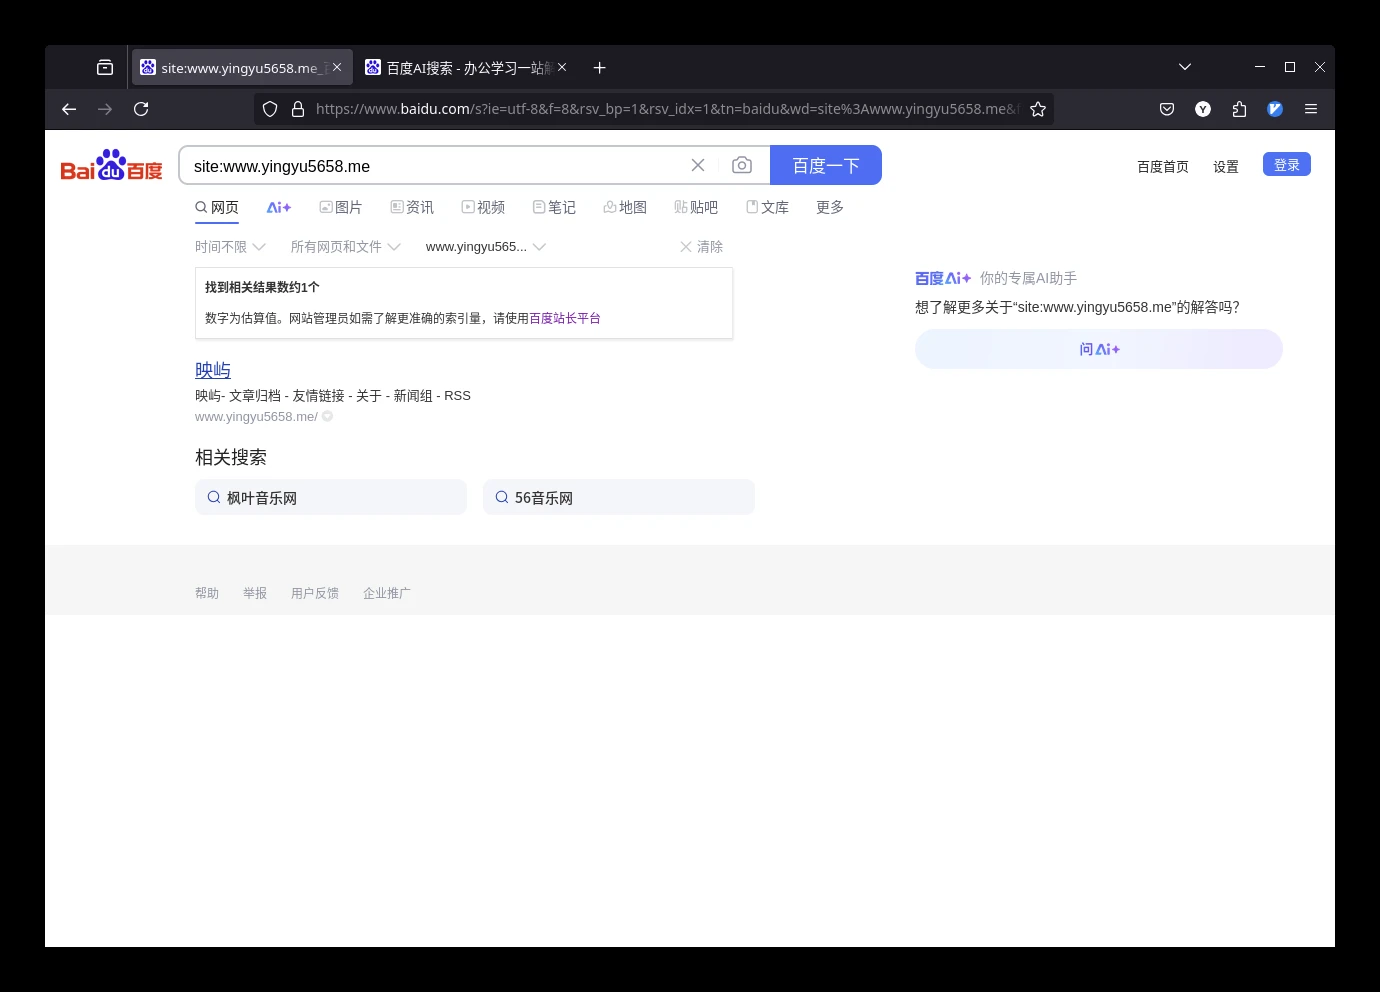 site:www.yingyu5658.me_
百度AI搜索 - 办公学习一站解
https://www.baidu.com/s?ie=utf-8&f=8&rsv_bp=1&rsv_idx=1&tn=baidu&wd=site%3Awww.yingyu5658.me&f
Bai du 百度
site:www.yingyu5658.me
百度一下
百度首页
设置
登录
网页
Ai+
图片
资讯
视频
笔记
地图
贴吧
文库
更多
时间不限
所有网页和文件
www.yingyu565...
清除
找到相关结果数约1个
数字为估算值。网站管理员如需了解更准确的索引量，请使用百度站长平台
百度Ai+ 你的专属AI助手
想了解更多关于“site:www.yingyu5658.me”的解答吗？
问Ai+
映屿
映屿- 文章归档 - 友情链接 - 关于 - 新闻组 - RSS
www.yingyu5658.me/
相关搜索
枫叶音乐网
56音乐网
帮助
举报
用户反馈
企业推广